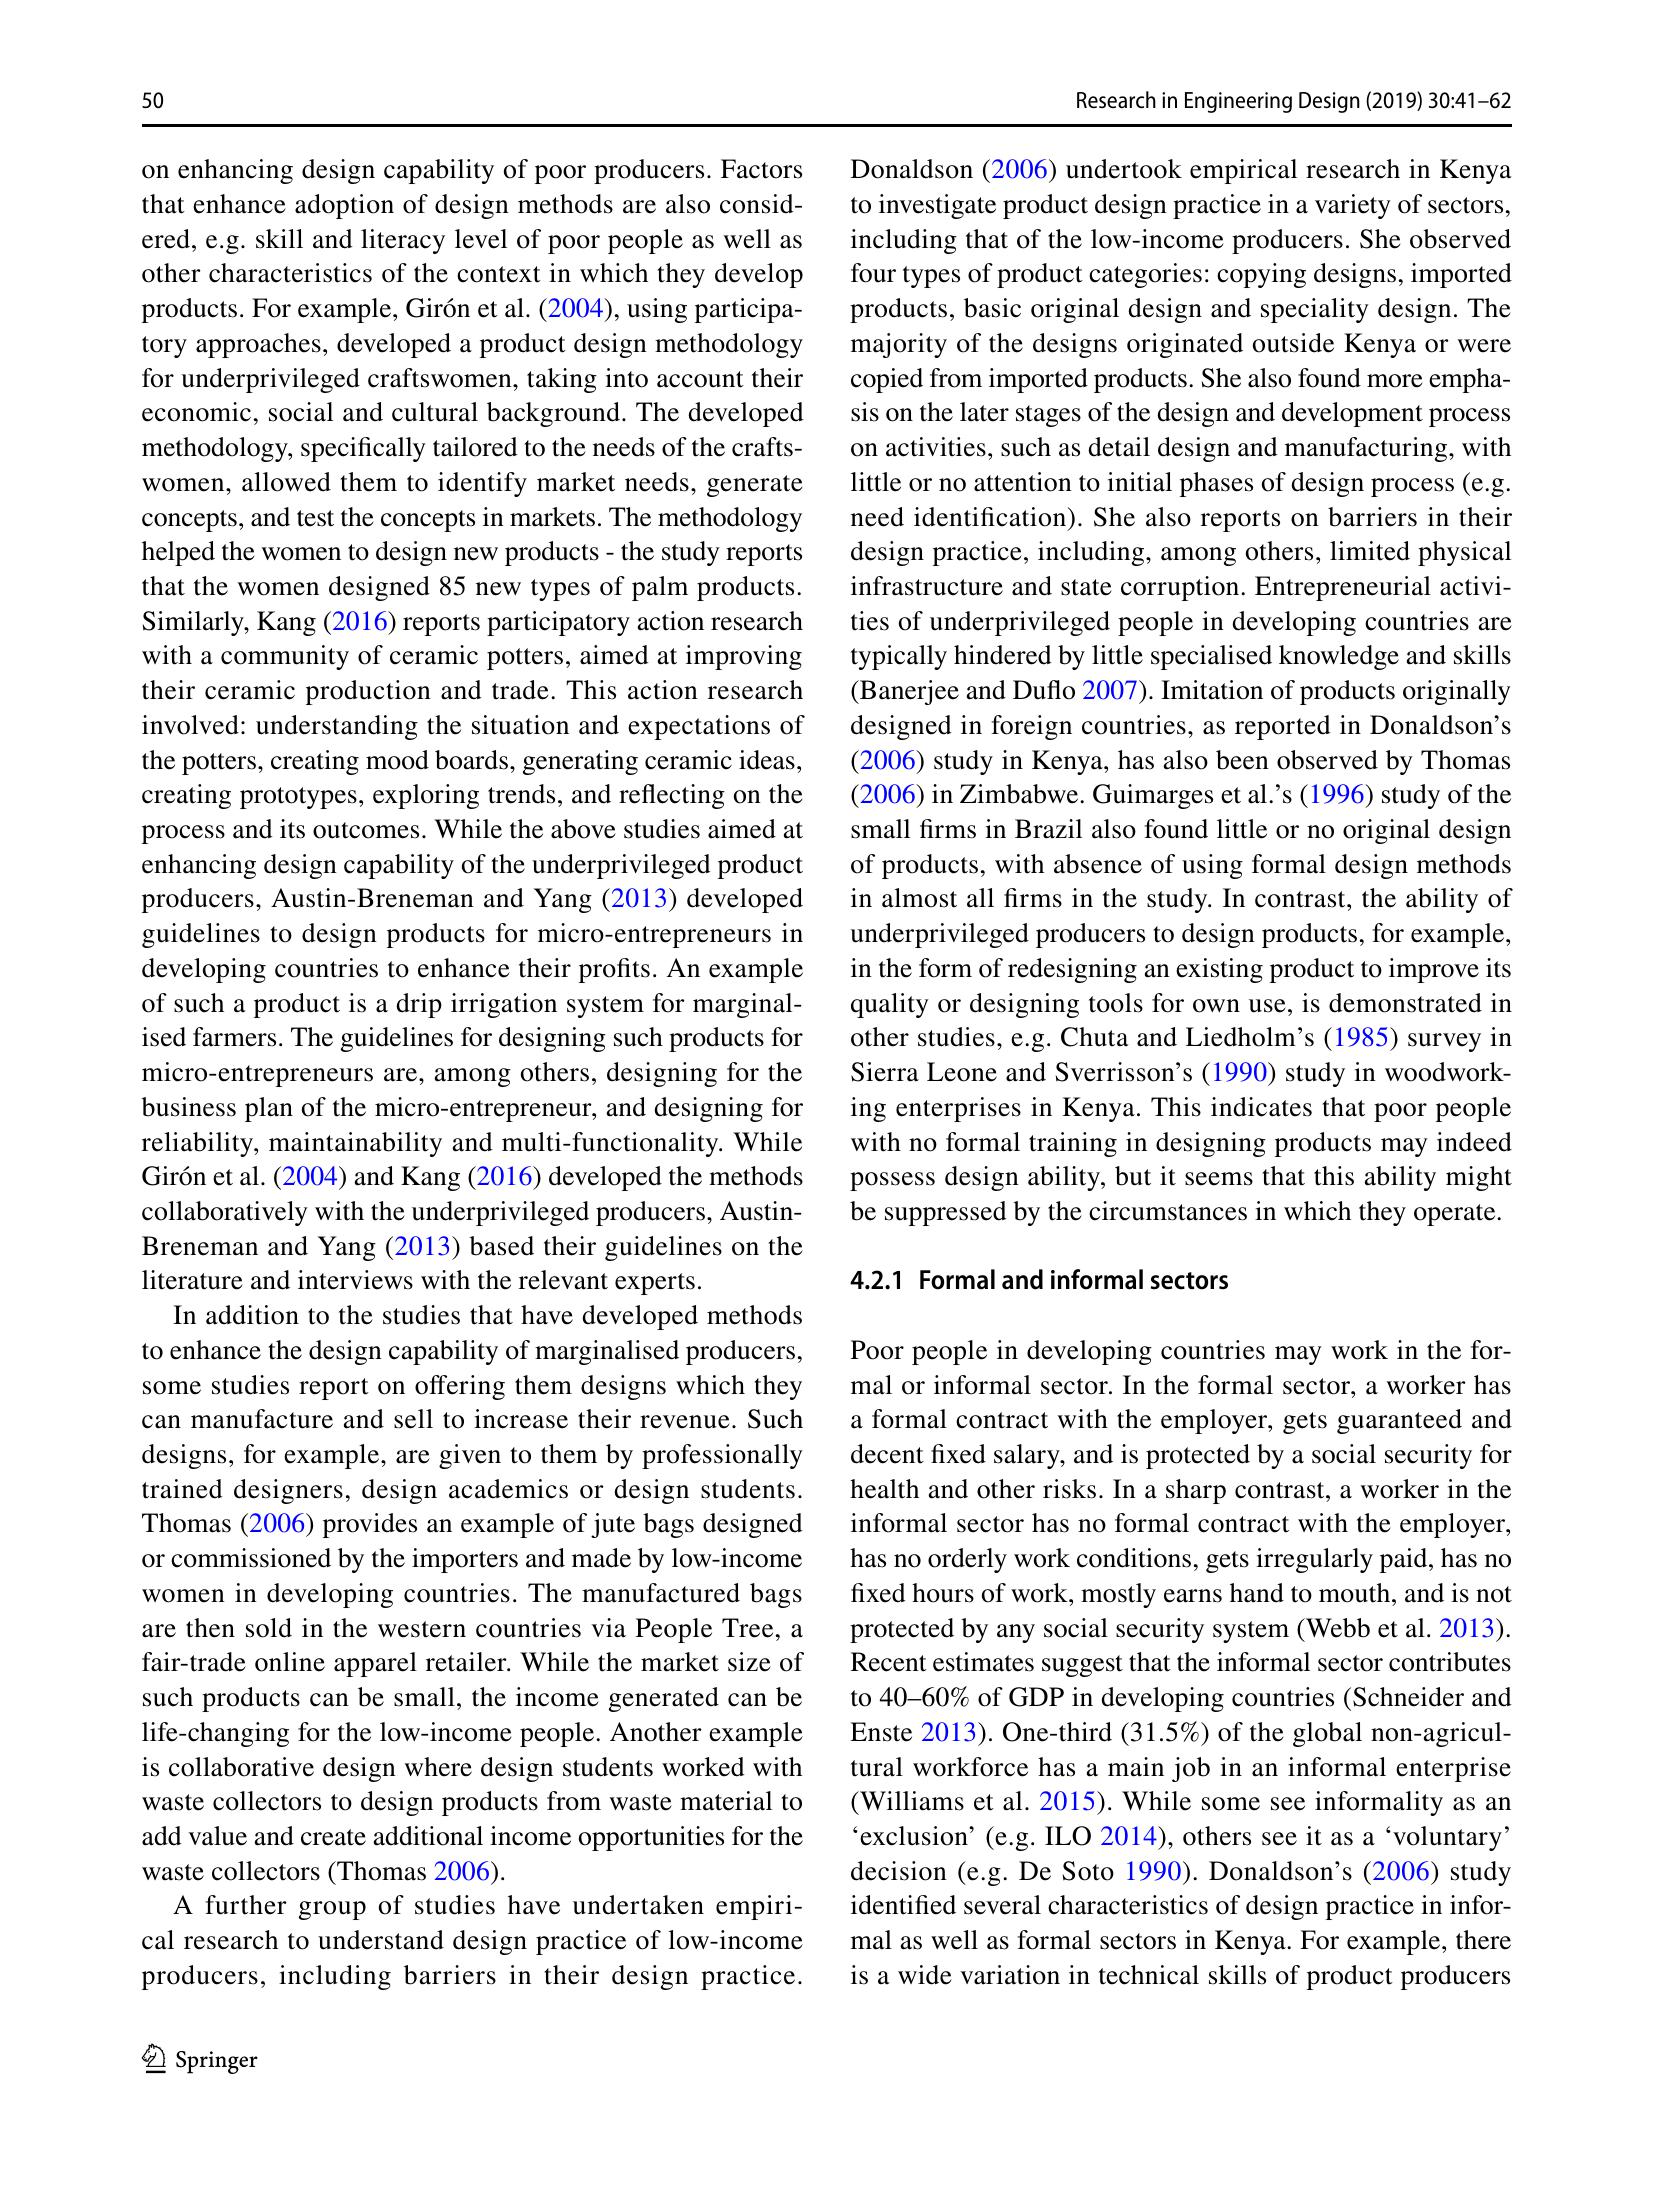 50
Research in Engineering Design (2019) 30:41–62
on enhancing design capability of poor producers. Factors
that enhance adoption of design methods are also consid-
ered, e.g. skill and literacy level of poor people as well as
other characteristics of the context in which they develop
products. For example, Girón et al. (2004), using participa-
tory approaches, developed a product design methodology
for underprivileged craftswomen, taking into account their
economic, social and cultural background. The developed
methodology, specifically tailored to the needs of the crafts-
women, allowed them to identify market needs, generate
concepts, and test the concepts in markets. The methodology
helped the women to design new products - the study reports
that the women designed 85 new types of palm products.
Similarly, Kang (2016) reports participatory action research
with a community of ceramic potters, aimed at improving
their ceramic production and trade. This action research
involved: understanding the situation and expectations of
the potters, creating mood boards, generating ceramic ideas,
creating prototypes, exploring trends, and reflecting on the
process and its outcomes. While the above studies aimed at
enhancing design capability of the underprivileged product
producers, Austin-Breneman and Yang (2013) developed
guidelines to design products for micro-entrepreneurs in
developing countries to enhance their profits. An example
of such a product is a drip irrigation system for marginal-
ised farmers. The guidelines for designing such products for
micro-entrepreneurs are, among others, designing for the
business plan of the micro-entrepreneur, and designing for
reliability, maintainability and multi-functionality. While
Girón et al. (2004) and Kang (2016) developed the methods
collaboratively with the underprivileged producers, Austin-
Breneman and Yang (2013) based their guidelines on the
literature and interviews with the relevant experts.
In addition to the studies that have developed methods
to enhance the design capability of marginalised producers,
some studies report on offering them designs which they
can manufacture and sell to increase their revenue. Such
designs, for example, are given to them by professionally
trained designers, design academics or design students.
Thomas (2006) provides an example of jute bags designed
or commissioned by the importers and made by low-income
women in developing countries. The manufactured bags
are then sold in the western countries via People Tree, a
fair-trade online apparel retailer. While the market size of
such products can be small, the income generated can be
life-changing for the low-income people. Another example
is collaborative design where design students worked with
waste collectors to design products from waste material to
add value and create additional income opportunities for the
waste collectors (Thomas 2006).
A further group of studies have undertaken empiri-
cal research to understand design practice of low-income
producers, including barriers in their design practice.
Donaldson (2006) undertook empirical research in Kenya
to investigate product design practice in a variety of sectors,
including that of the low-income producers. She observed
four types of product categories: copying designs, imported
products, basic original design and speciality design. The
majority of the designs originated outside Kenya or were
copied from imported products. She also found more empha-
sis on the later stages of the design and development process
on activities, such as detail design and manufacturing, with
little or no attention to initial phases of design process (e.g.
need identification). She also reports on barriers in their
design practice, including, among others, limited physical
infrastructure and state corruption. Entrepreneurial activi-
ties of underprivileged people in developing countries are
typically hindered by little specialised knowledge and skills
(Banerjee and Duflo 2007). Imitation of products originally
designed in foreign countries, as reported in Donaldson’s
(2006) study in Kenya, has also been observed by Thomas
(2006) in Zimbabwe. Guimarges et al.’s (1996) study of the
small firms in Brazil also found little or no original design
of products, with absence of using formal design methods
in almost all firms in the study. In contrast, the ability of
underprivileged producers to design products, for example,
in the form of redesigning an existing product to improve its
quality or designing tools for own use, is demonstrated in
other studies, e.g. Chuta and Liedholm’s (1985) survey in
Sierra Leone and Sverrisson’s (1990) study in woodwork-
ing enterprises in Kenya. This indicates that poor people
with no formal training in designing products may indeed
possess design ability, but it seems that this ability might
be suppressed by the circumstances in which they operate.
4.2.1 Formal and informal sectors
Poor people in developing countries may work in the for-
mal or informal sector. In the formal sector, a worker has
a formal contract with the employer, gets guaranteed and
decent fixed salary, and is protected by a social security for
health and other risks. In a sharp contrast, a worker in the
informal sector has no formal contract with the employer,
has no orderly work conditions, gets irregularly paid, has no
fixed hours of work, mostly earns hand to mouth, and is not
protected by any social security system (Webb et al. 2013).
Recent estimates suggest that the informal sector contributes
to 40–60% of GDP in developing countries (Schneider and
Enste 2013). One-third (31.5%) of the global non-agricul-
tural workforce has a main job in an informal enterprise
(Williams et al. 2015). While some see informality as an
‘exclusion’ (e.g. ILO 2014), others see it as a ‘voluntary’
decision (e.g. De Soto 1990). Donaldson’s (2006) study
identified several characteristics of design practice in infor-
mal as well as formal sectors in Kenya. For example, there
is a wide variation in technical skills of product producers
Springer